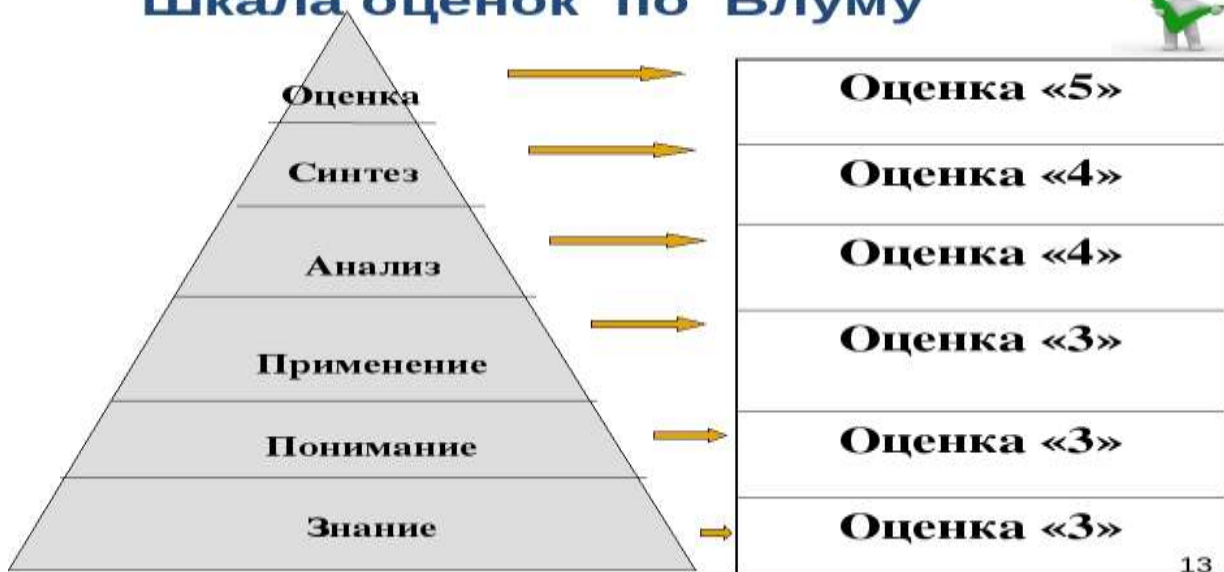 Шкала оценок по Блуму
Оценка
Оценка «5»
Синтез
Оценка «4»
Анализ
Оценка «4»
Применение
Оценка «3»
Понимание
Оценка «3»
Знание
Оценка «3»
13